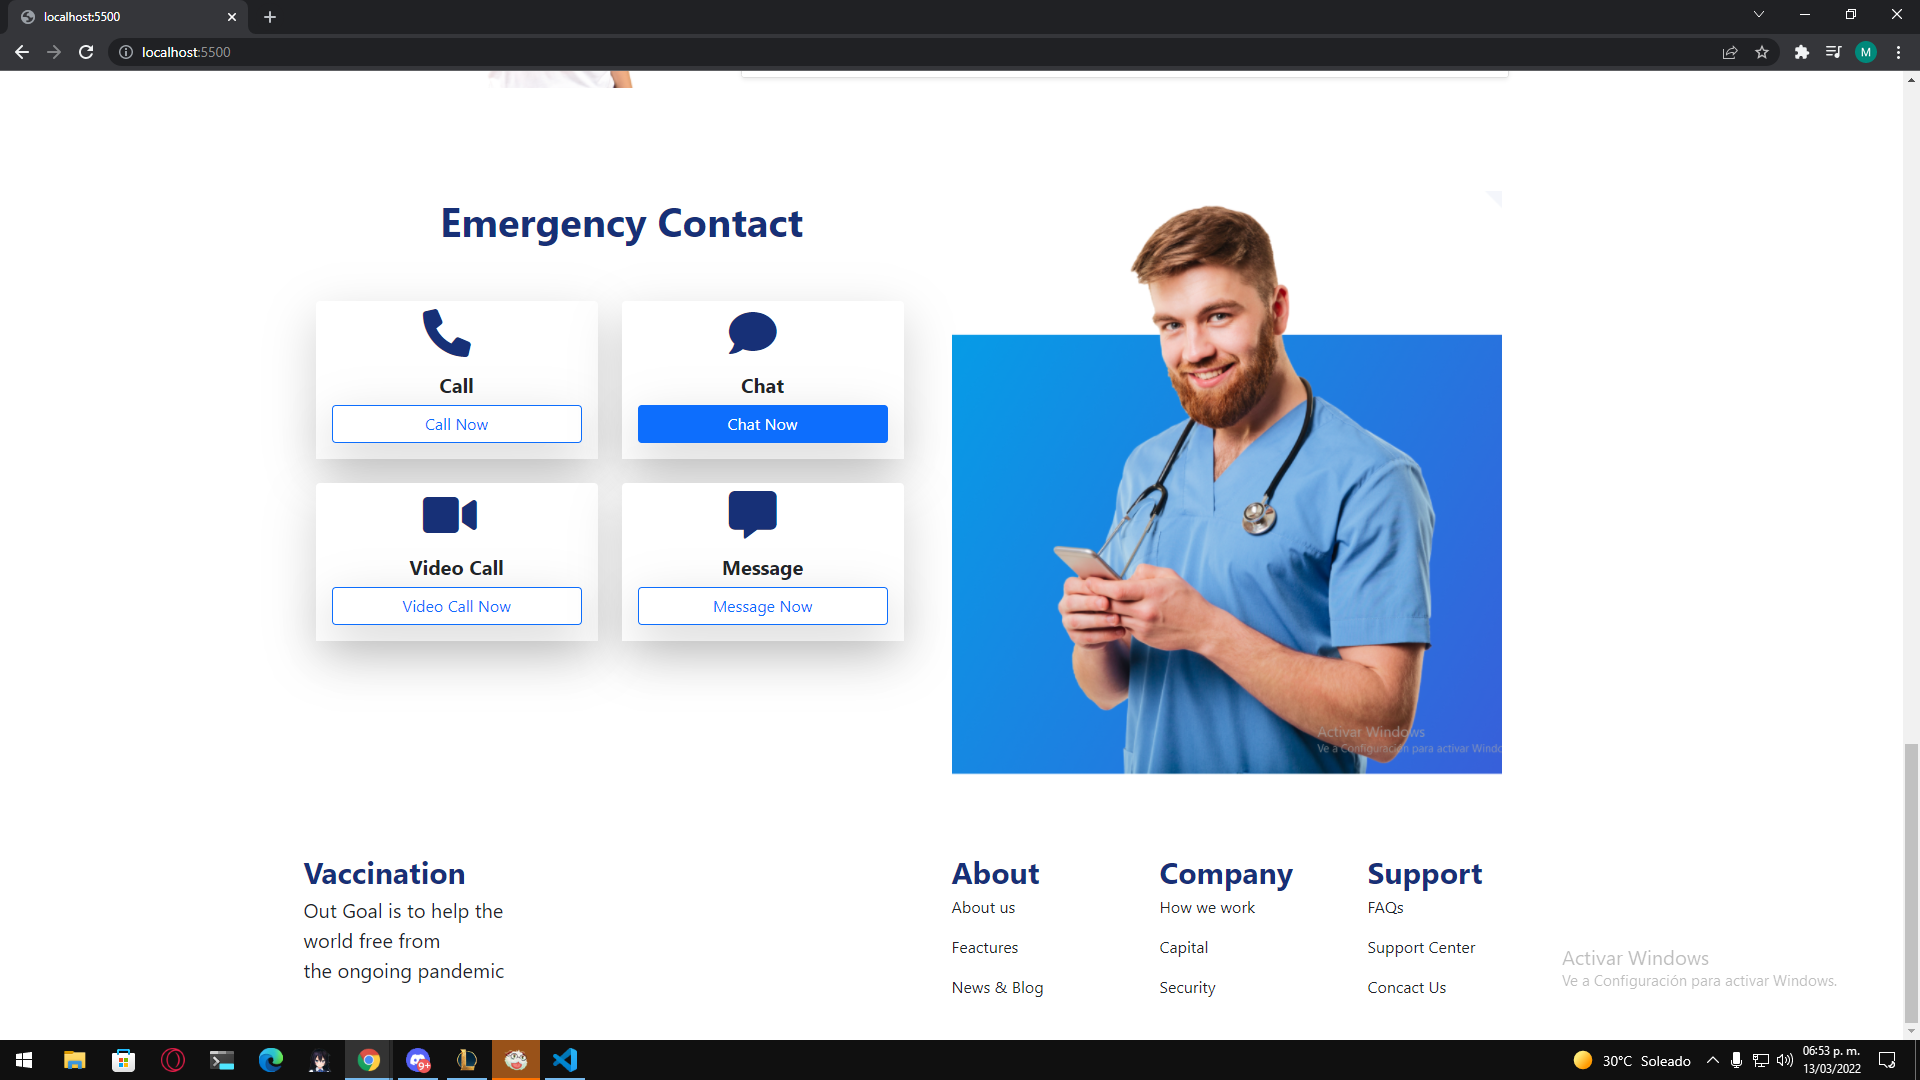 localhost:5500
localhost:5500
M
Emergency Contact
Call
Call Now
Chat
Chat Now
Video Call
Video Call Now
Message
Message Now
Activar Windows
Ve a Configuración para activar Windo
Vaccination
Out Goal is to help the
world free from
the ongoing pandemic
About
About us
Feactures
News & Blog
Company
How we work
Capital
Security
Support
FAQs
Support Center
Concact Us
Activar Windows
Ve a Configuración para activar Windows.
9+
30°C Soleado
06:53 p. m.
13/03/2022